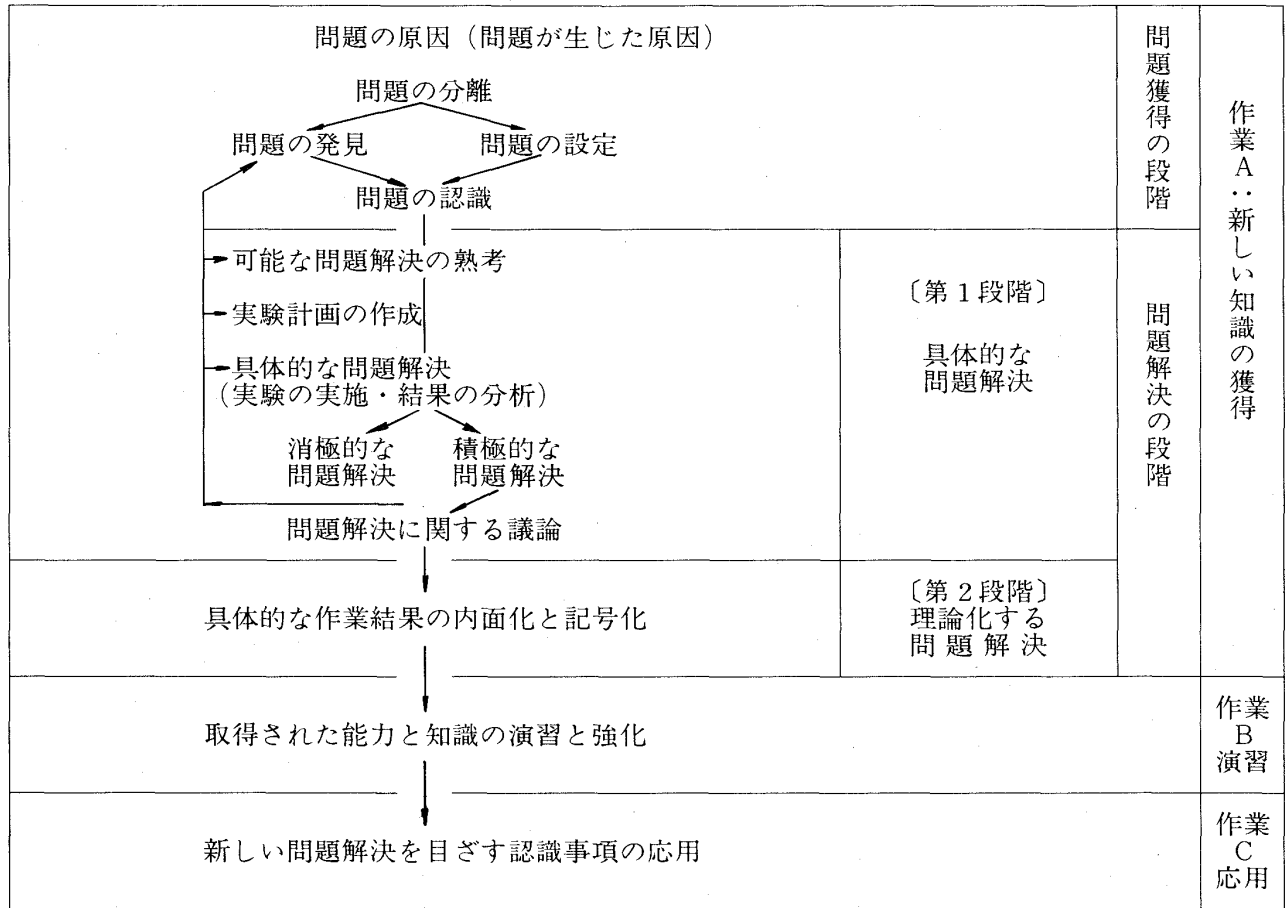 問題の原因（問題が生じた原因）
問題の分離
問題の発見
問題の設定
問題の認識
可能な問題解決の熟考
実験計画の作成
具体的な問題解決
（実験の実施・結果の分析）
消極的な
問題解決
積極的な
問題解決
問題解決に関する議論
〔第1段階〕
具体的な
問題解決
具体的な作業結果の内面化と記号化
〔第2段階〕
理論化する
問題解決
問題獲得の段階
問題解決の段階
作業A：新しい知識の獲得
取得された能力と知識の演習と強化
作業
B
演習
新しい問題解決を目ざす認識事項の応用
作業
C
応用